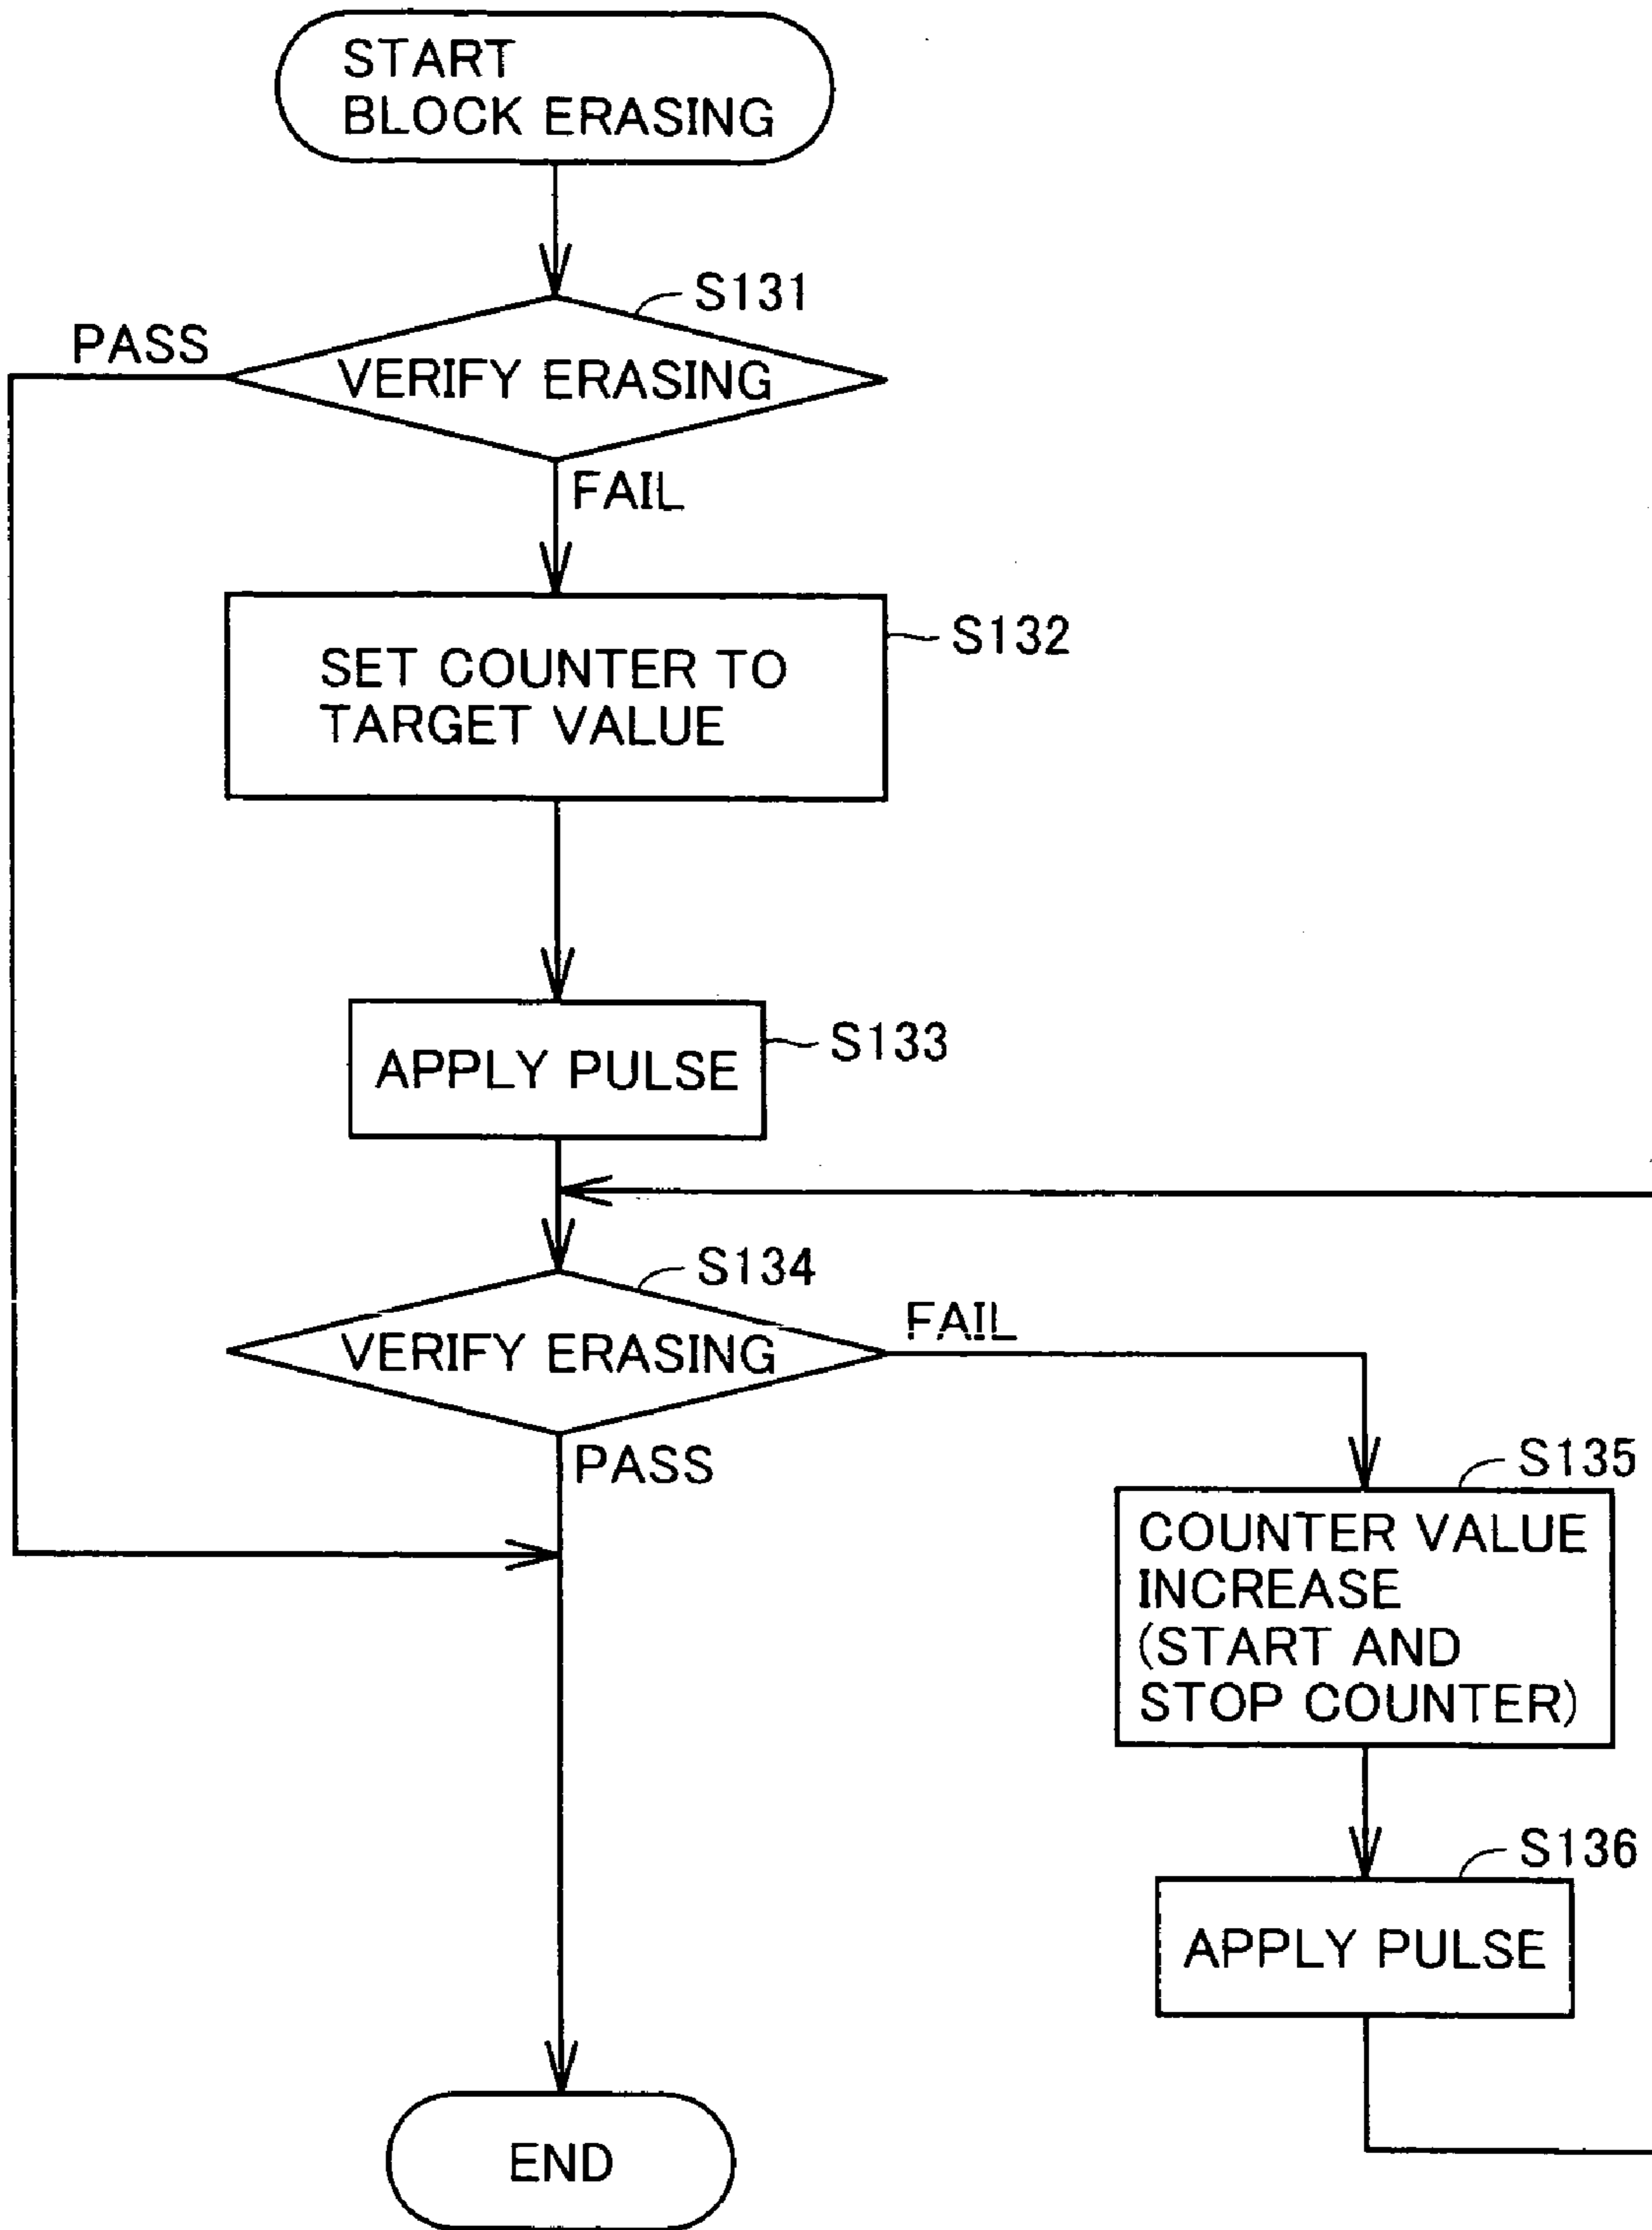 START
BLOCK ERASING
S131
PASS
VERIFY ERASING
FAIL
S132
SET COUNTER TO
TARGET VALUE
S133
APPLY PULSE
S134
FAIL
VERIFY ERASING
PASS
S135
COUNTER VALUE
INCREASE
(START AND
STOP COUNTER)
S136
APPLY PULSE
END